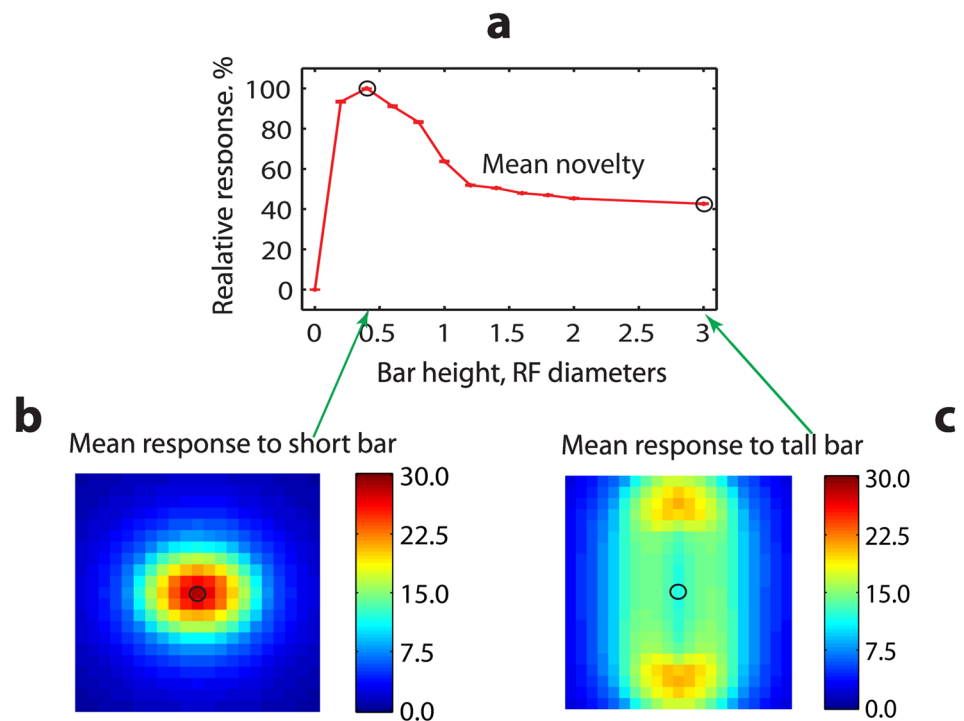 a
Realative response, %
100
80
60
40
20
0
Mean novelty
0 0.5 1 1.5 2 2.5 3
Bar height, RF diameters
b
c
Mean response to short bar
Mean response to tall bar
30.0
22.5
15.0
7.5
0.0
30.0
22.5
15.0
7.5
0.0